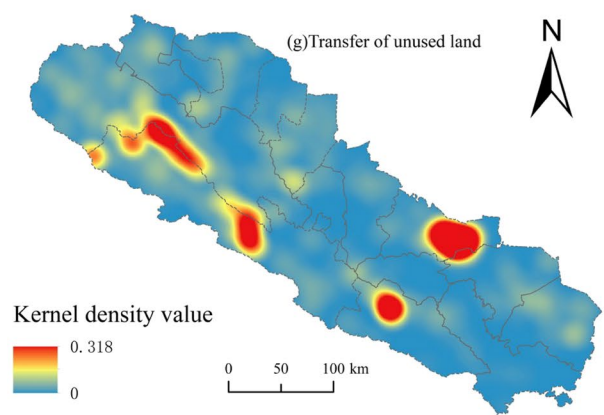 (g)Transfer of unused land
N
Kernel density value
0.318
0
0 50 100 km